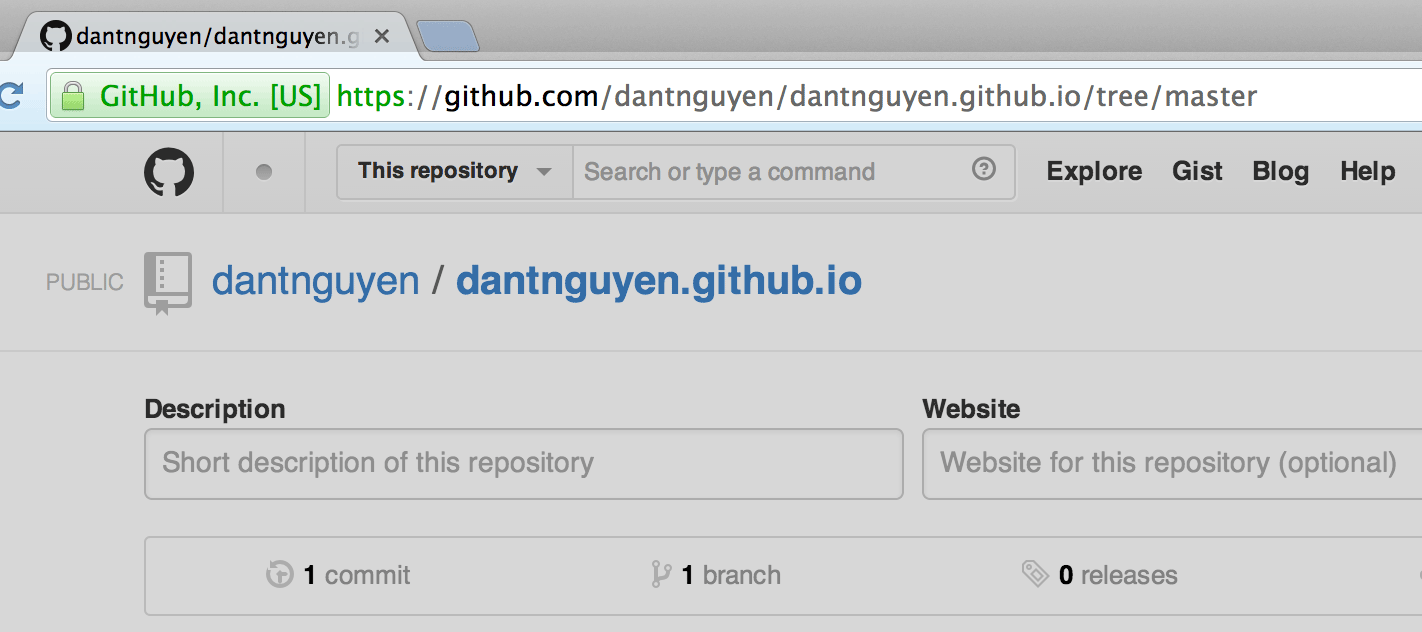 dantnguyen/dantnguyen.g
GitHub, Inc. [US] https://github.com/dantnguyen/dantnguyen.github.io/tree/master
This repository Search or type a command Explore Gist Blog Help
PUBLIC dantnguyen / dantnguyen.github.io
Description Website
Short description of this repository Website for this repository (optional)
1 commit 1 branch 0 releases